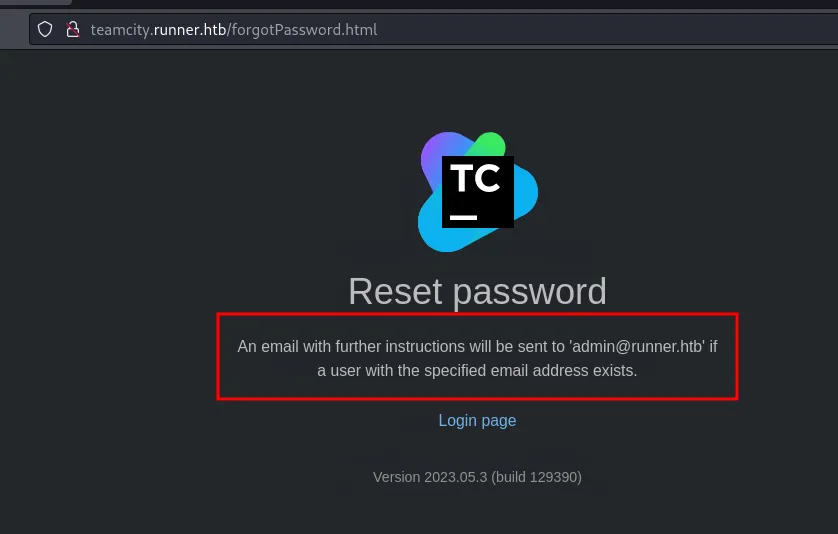 teamcity.runner.htb/forgotPassword.html
TC
Reset password
An email with further instructions will be sent to 'admin@runner.htb' if
a user with the specified email address exists.
Login page
Version 2023.05.3 (build 129390)